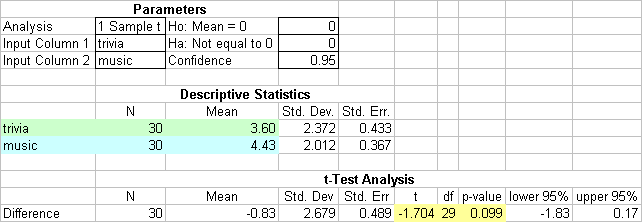 Parameters
Analysis 1 Sample t Ho: Mean = 0 0
Input Column 1 trivia Ha: Not equal to 0 0
Input Column 2 music Confidence 0.95
Descriptive Statistics
N Mean Std. Dev. Std. Err.
trivia 30 3.60 2.372 0.433
music 30 4.43 2.012 0.367
t-Test Analysis
N Mean Std. Dev Std. Err t df p-value lower 95% upper 95%
Difference 30 -0.83 2.679 0.489 -1.704 29 0.099 -1.83 0.17